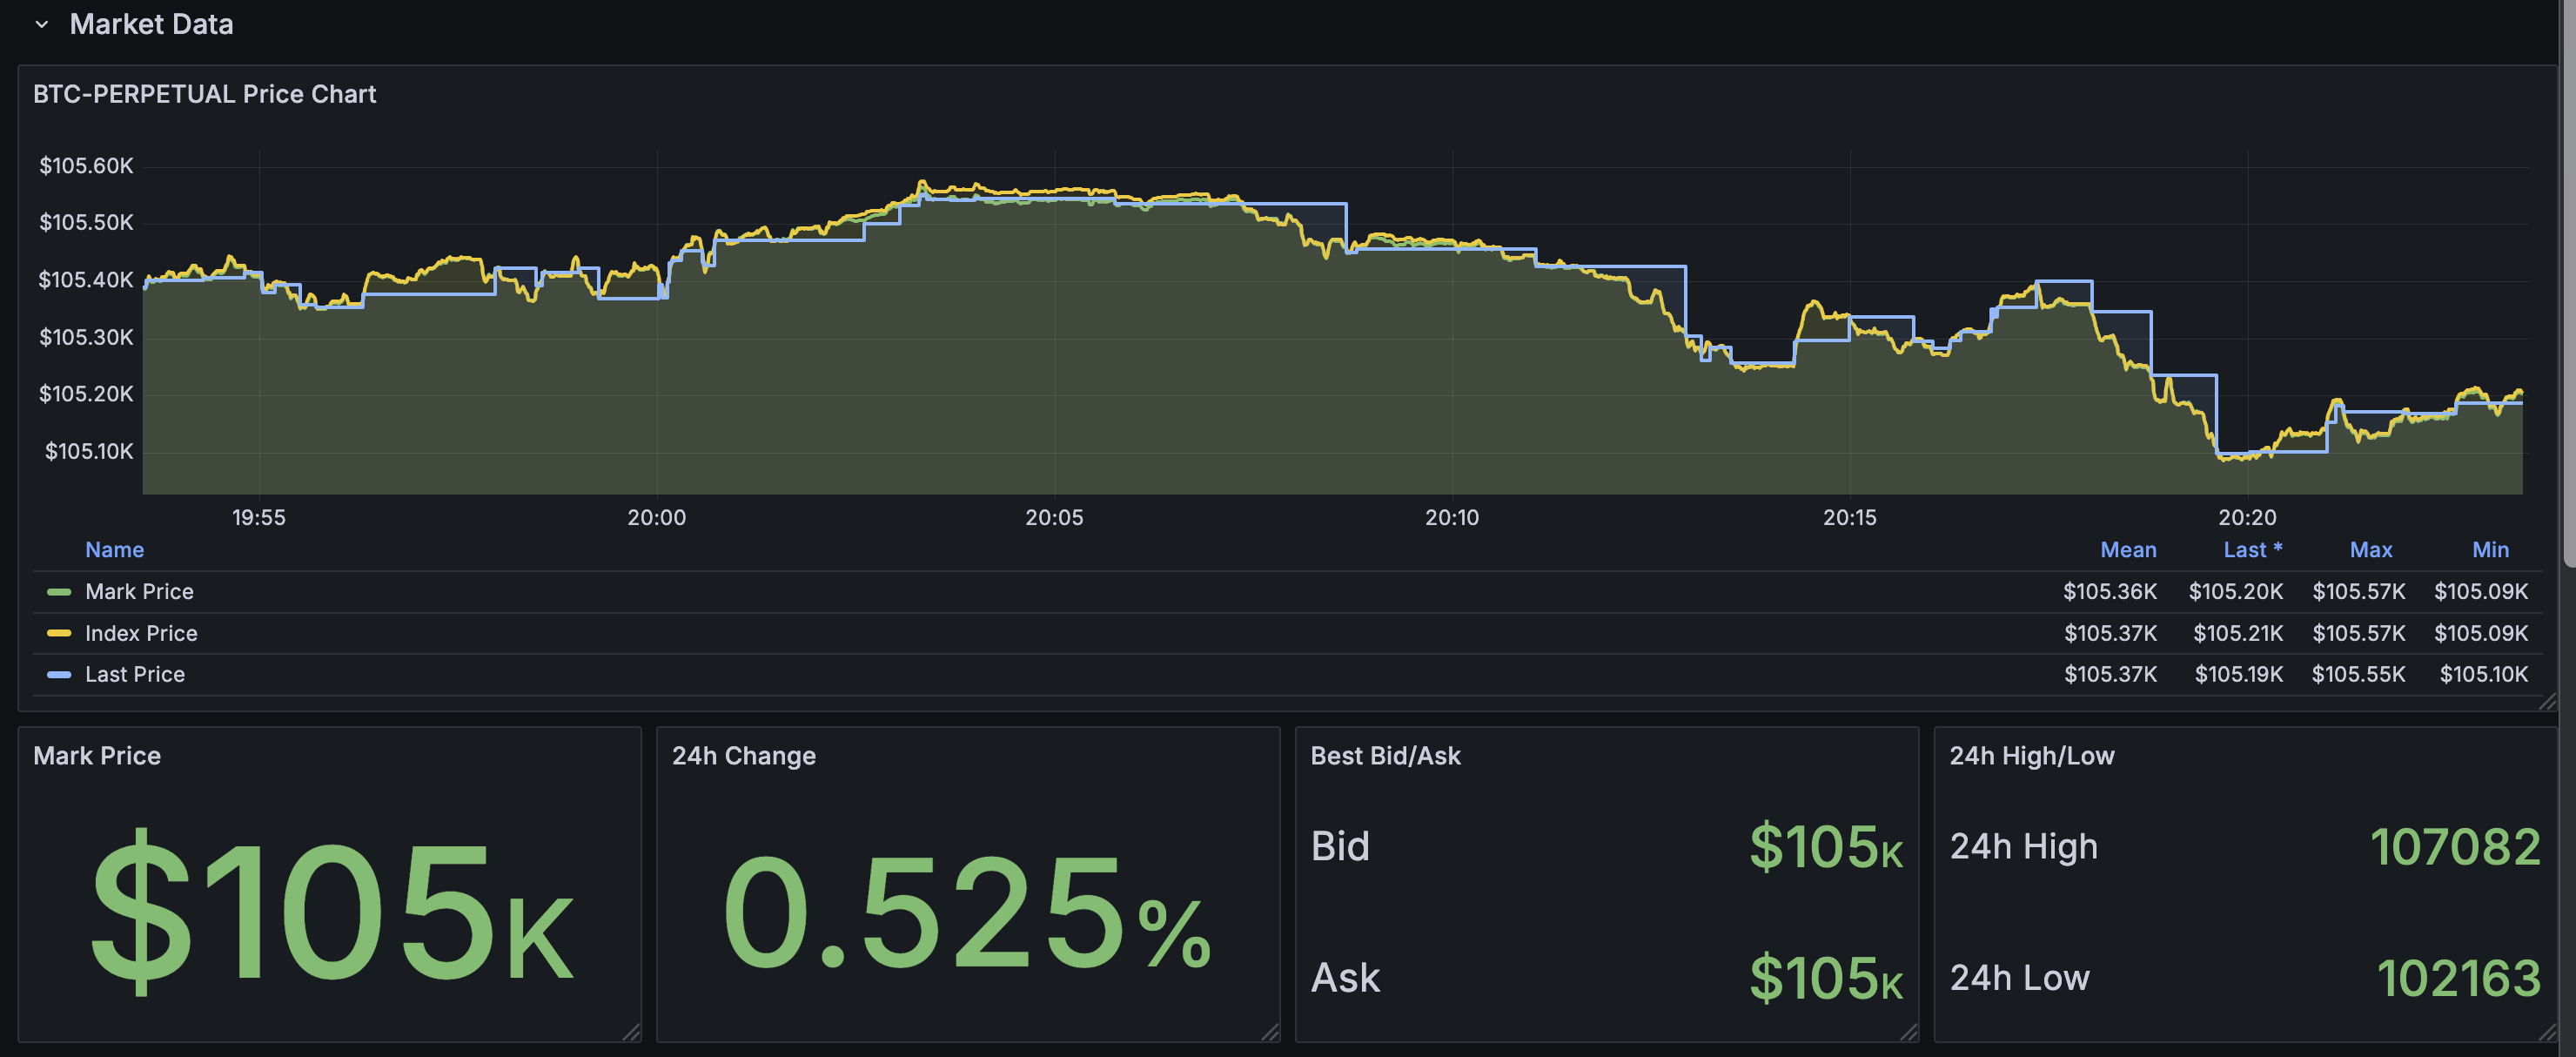 Market Data
BTC-PERPETUAL Price Chart
$105.60K
$105.50K
$105.40K
$105.30K
$105.20K
$105.10K
19:55 20:00 20:05 20:10 20:15 20:20
Name Mean Last * Max Min
Mark Price $105.36K $105.20K $105.57K $105.09K
Index Price $105.37K $105.21K $105.57K $105.09K
Last Price $105.37K $105.19K $105.55K $105.10K
Mark Price
$105K
24h Change
0.525%
Best Bid/Ask
Bid $105K
Ask $105K
24h High/Low
24h High 107082
24h Low 102163